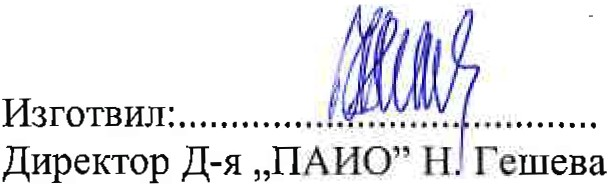 Изготвил:..........................................
Директор Д-я „ПАИО” Н. Гешева